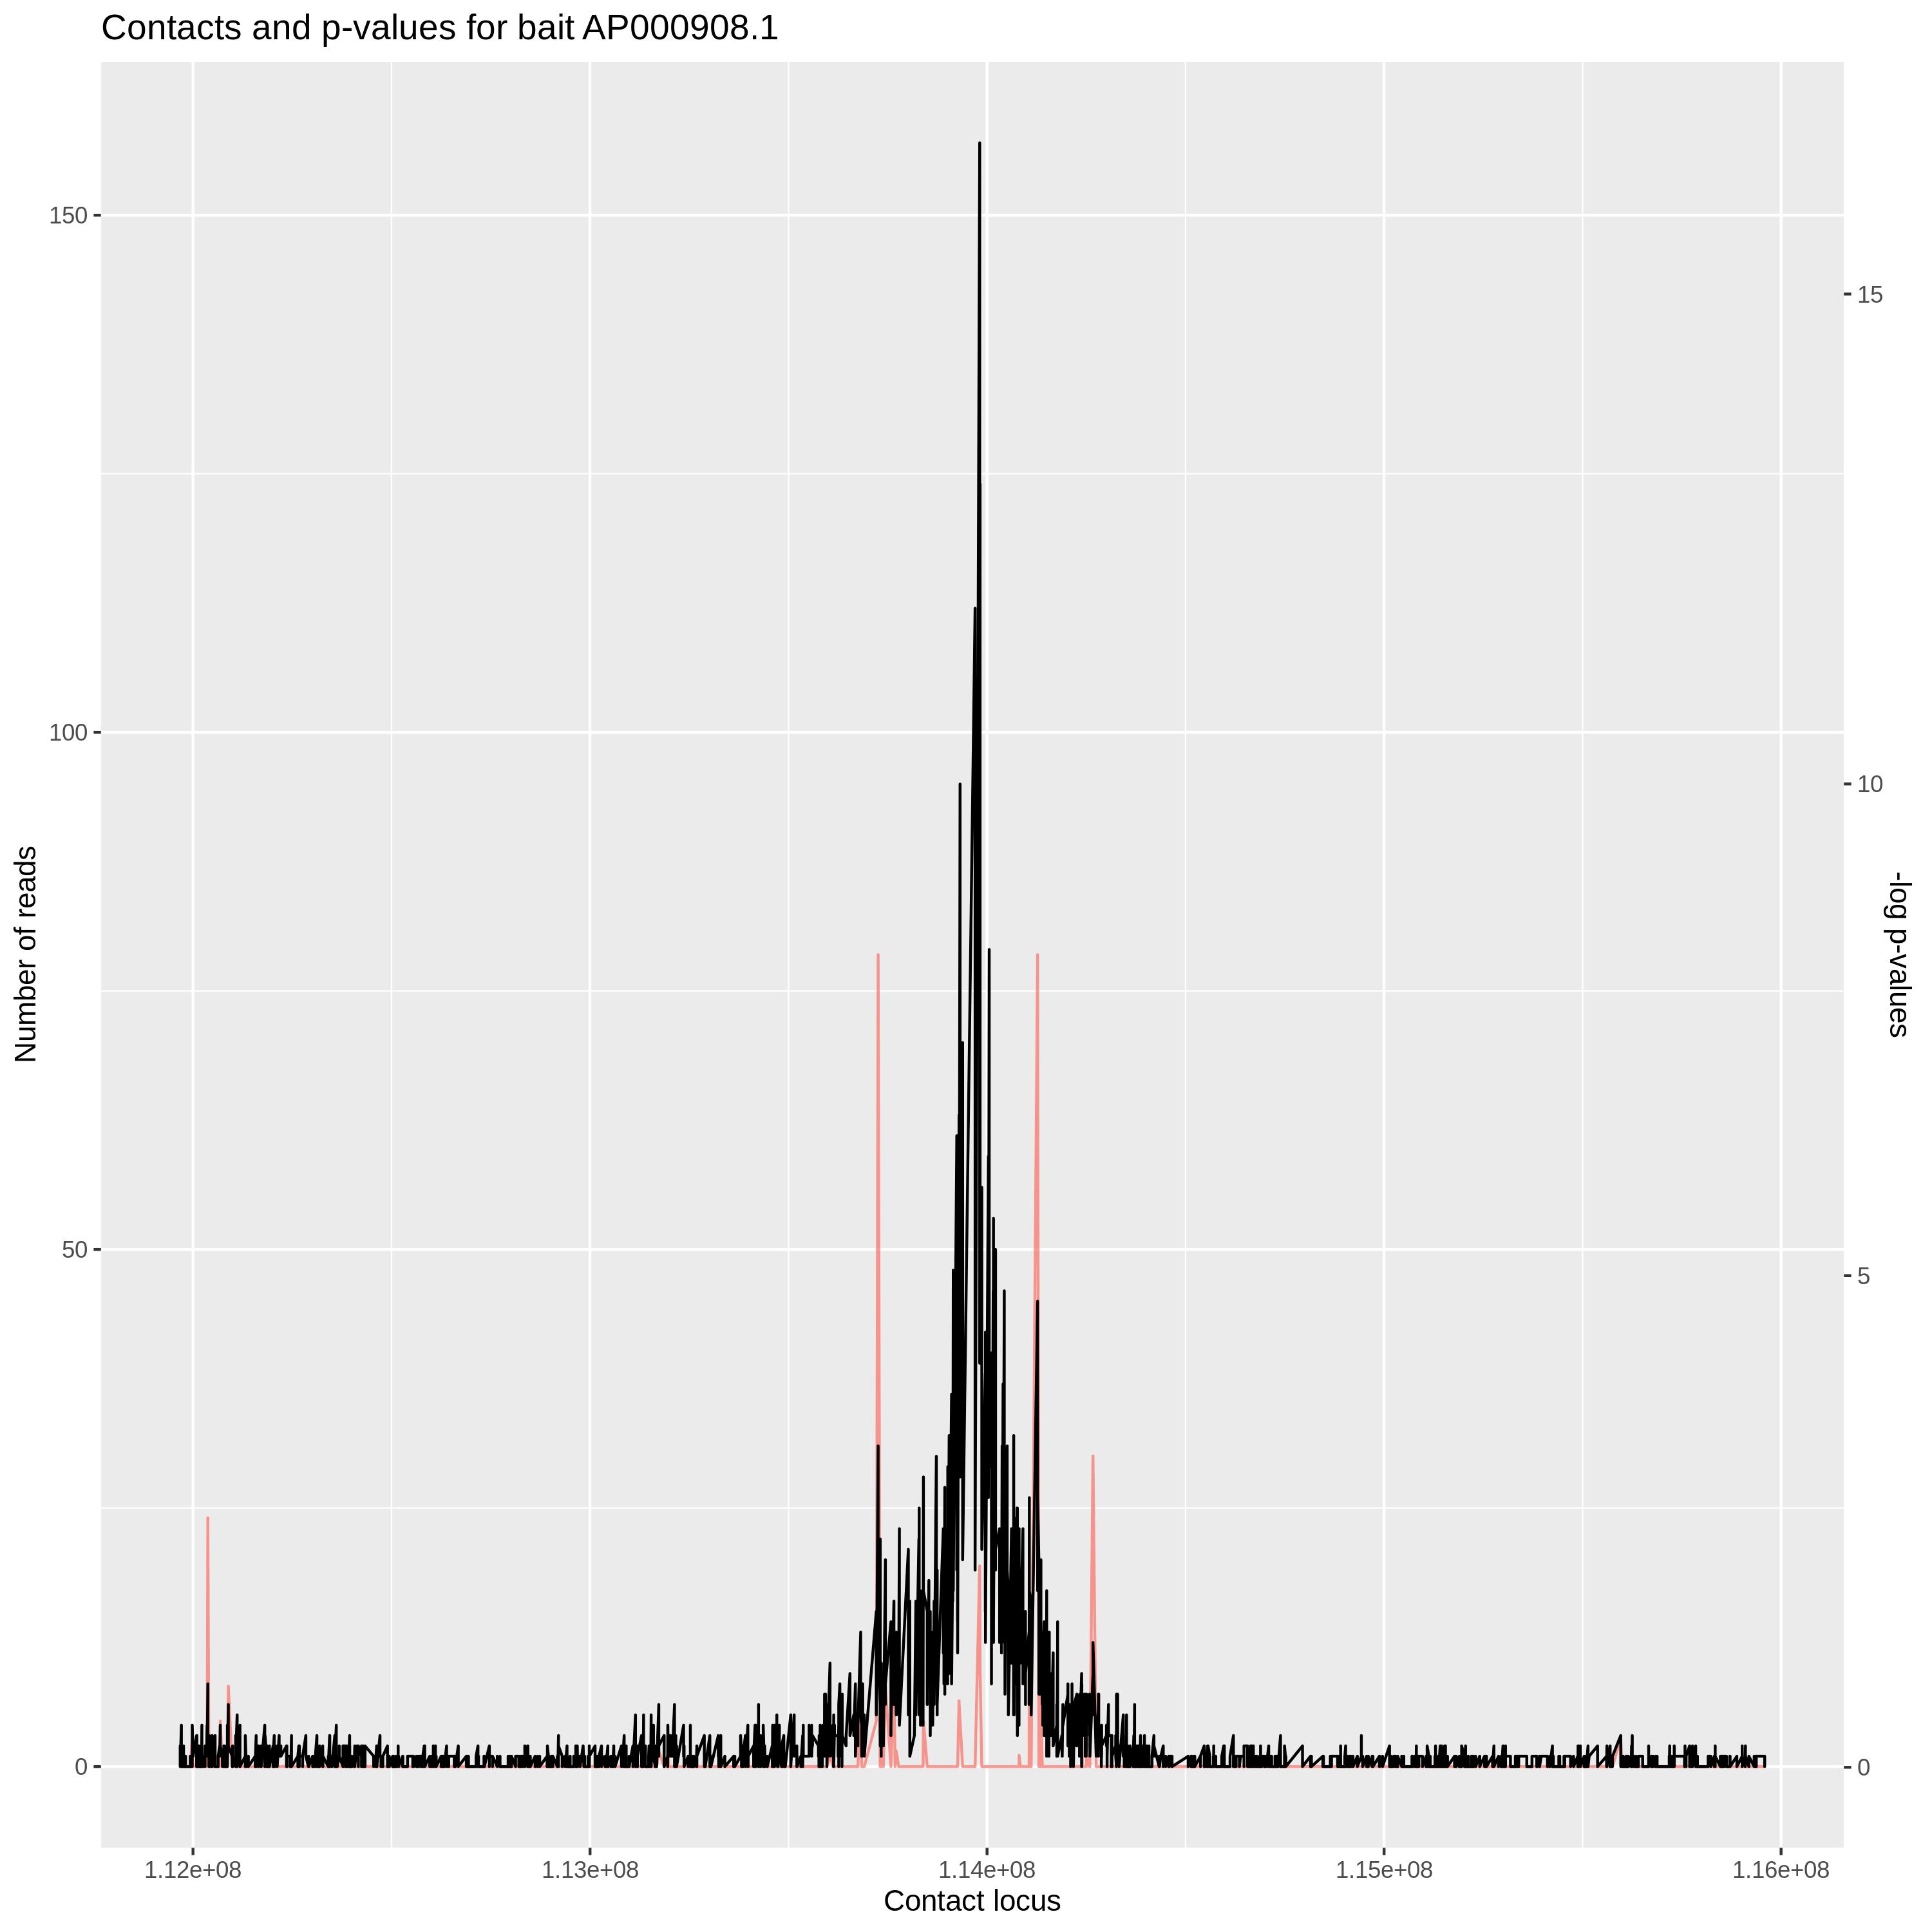 Contacts and p-values for bait AP000908.1
150
100
50
0
15
10
5
0
Number of reads
-log p-values
1.12e+08 1.13e+08 1.14e+08 1.15e+08 1.16e+08
Contact locus